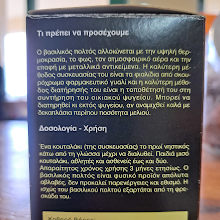 Τι πρέπει να προσέχουμε
Ο βασιλικός πολτός αλλοιώνεται με την υψηλή θερ-
μοκρασία, το φως, τον ατμοσφαιρικό αέρα και την
επαφή με μεταλλικά αντικείμενα. Η καλύτερη μέ-
θοδος συσκευασίας του είναι τα φιαλίδια από σκου-
ρόχρωμο φαρμακευτικό γυαλί και η καλύτερη μέ-
θοδος διατήρησής του είναι η τοποθέτησή του στη
συντήρηση του οικιακού ψυγείου. Μπορεί να
διατηρηθεί κι εκτός ψυγείου, αν αναμιχθεί καλά με
δεκαπλάσια περίπου ποσότητα μελιού.
Δοσολογία - Χρήση
Ένα κουταλάκι (της συσκευασίας) το πρωί νηστικός
κάτω από τη γλώσσα μέχρι να διαλυθεί. Παιδιά μισό
κουταλάκι, αθλητές και ασθενείς έως και δύο.
Απαραίτητος χρόνος χρήσης 3 μήνες ετησίως. Ο
βασιλικός πολτός είναι φυσικό προϊόν απόλυτα
αβλαβές, δεν προκαλεί παρενέργειες και εθισμό. Η
ισχύς του βασιλικού πολτού εξαρτάται από τη φρε-
σκάδα του.